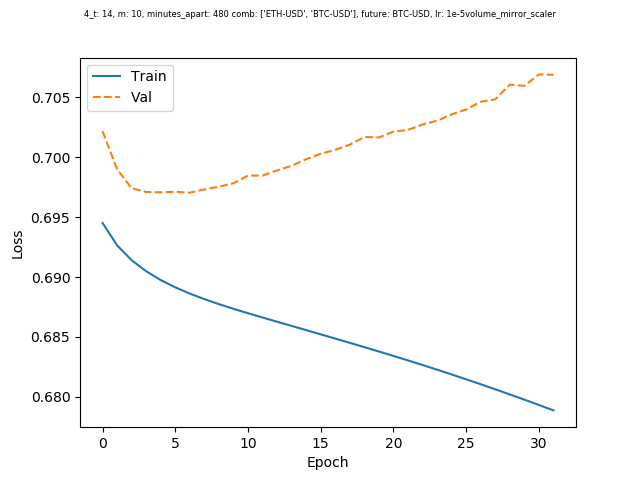 4_t: 14, m: 10, minutes_apart: 480 comb: ['ETH-USD', 'BTC-USD'], future: BTC-USD, lr: 1e-5volume_mirror_scaler
Train
Val
0.705
0.700
0.695
0.690
0.685
0.680
Loss
0 5 10 15 20 25 30
Epoch